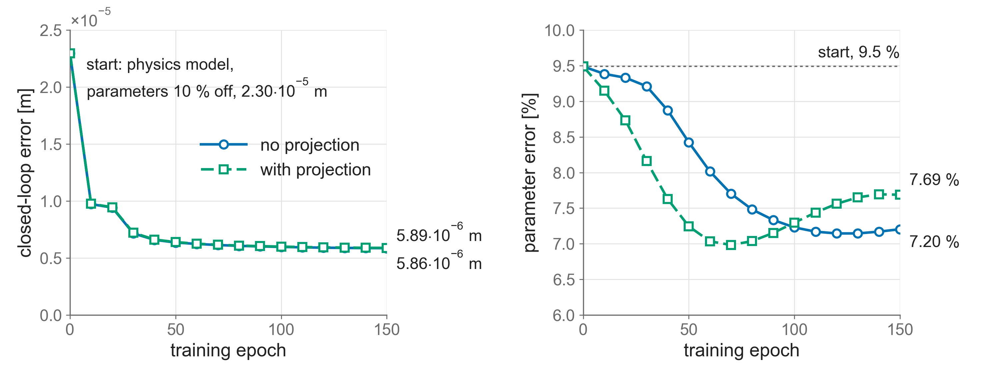 ×10⁻⁵
2.5
2.0
1.5
1.0
0.5
0.0
0
50
100
150
training epoch
closed-loop error [m]
start: physics model,
parameters 10 % off, 2.30·10⁻⁵ m
no projection
with projection
5.89·10⁻⁶ m
5.86·10⁻⁶ m
10.0
9.5
9.0
8.5
8.0
7.5
7.0
6.5
6.0
0
50
100
150
training epoch
parameter error [%]
start, 9.5 %
7.69 %
7.20 %